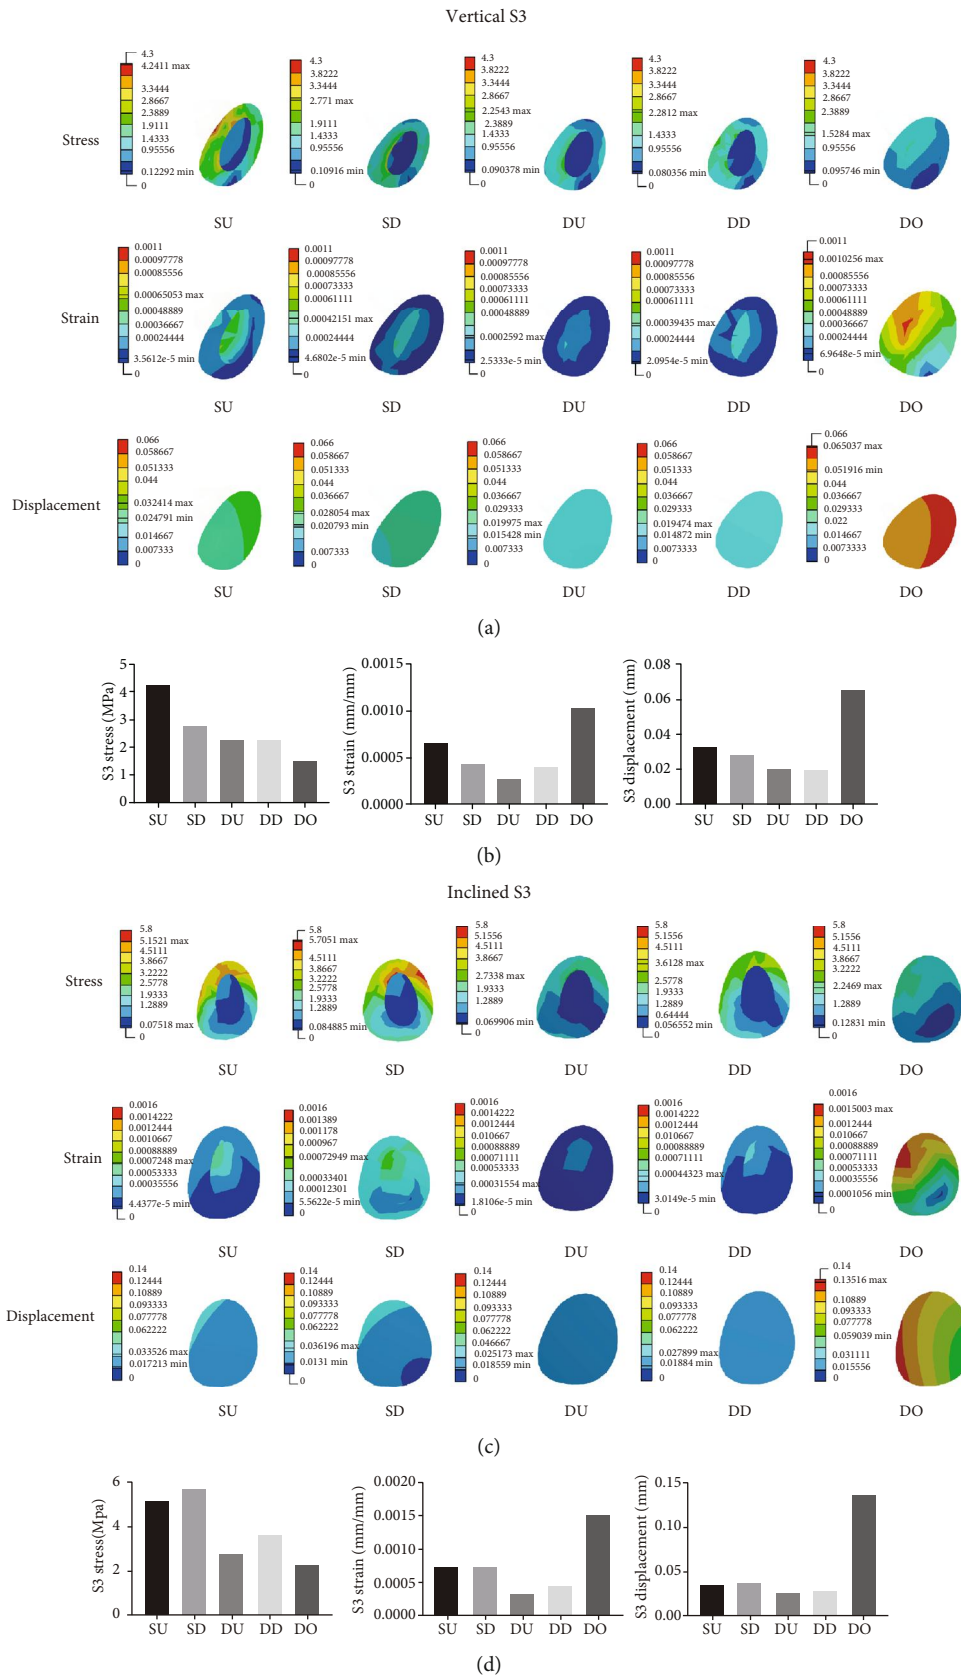 Vertical S3
Stress
4.3
4.2411 max
3.3444
2.8667
2.3889
1.9111
1.4333
0.95556
0.12292 min
0
SU
4.3
3.8222
3.3444
2.771 max
1.9111
1.4333
0.95556
0.10916 min
0
SD
4.3
3.8222
3.3444
2.8667
2.2543 max
2.3889
1.4333
0.95556
0.090378 min
0
DU
4.3
3.8222
3.3444
2.8667
2.2812 max
1.4333
0.95556
0.080356 min
0
DD
4.3
3.8222
3.3444
2.8667
2.3889
1.5284 max
0.95556
0.095746 min
0
DO
Strain
0.0011
0.00097778
0.00085556
0.00065053 max
0.00048889
0.00036667
0.00024444
3.5612e-5 min
0
SU
0.0011
0.00097778
0.00085556
0.00073333
0.00061111
0.00042151 max
0.00024444
4.6802e-5 min
0
SD
0.0011
0.00097778
0.00085556
0.00073333
0.00061111
0.00048889
0.0002592 max
2.5333e-5 min
0
DU
0.0011
0.00097778
0.00085556
0.00073333
0.00061111
0.00039435 max
0.00024444
2.0954e-5 min
0
DD
0.0011
0.0010256 max
0.00085556
0.00073333
0.00061111
0.00048889
0.00036667
0.00024444
6.9648e-5 min
0
DO
Displacement
0.066
0.058667
0.051333
0.044
0.032414 max
0.024791 min
0.014667
0.007333
0
SU
0.066
0.058667
0.051333
0.044
0.036667
0.028054 max
0.020793 min
0.007333
0
SD
0.066
0.058667
0.051333
0.044
0.036667
0.029333
0.019975 max
0.015428 min
0.007333
0
DU
0.066
0.058667
0.051333
0.044
0.036667
0.029333
0.019474 max
0.014872 min
0.0073333
0
DD
0.066
0.065037 max
0.051916 min
0.044
0.036667
0.029333
0.022
0.014667
0.0073333
0
DO
(a)
S3 stress (MPa)
5
4
3
2
1
0
SU SD DU DD DO
S3 strain (mm/mm)
0.0015
0.0010
0.0005
0.0000
SU SD DU DD DO
S3 displacement (mm)
0.08
0.06
0.04
0.02
0.00
SU SD DU DD DO
(b)
Inclined S3
Stress
5.8
5.1521 max
4.5111
3.8667
3.2222
2.5778
1.9333
1.2889
0.07518 max
0
SU
5.8
5.7051 max
4.5111
3.8667
3.2222
2.5778
1.9333
1.2889
0.084885 min
0
SD
5.8
5.1556
4.5111
3.8667
2.7338 max
1.9333
1.2889
0.069906 min
0
DU
5.8
5.1556
4.5111
3.6128 max
2.5778
1.9333
1.2889
0.64444
0.056552 min
0
DD
5.8
5.1556
4.5111
3.8667
3.2222
2.2469 max
1.2889
0.12831 min
0
DO
Strain
0.0016
0.0014222
0.0012444
0.0010667
0.00088889
0.0007248 max
0.00053333
0.00035556
4.4377e-5 min
0
SU
0.0016
0.001389
0.001178
0.000967
0.00072949 max
0.00033401
0.00012301
5.5622e-5 min
0
SD
0.0016
0.0014222
0.0012444
0.010667
0.00088889
0.00071111
0.00053333
0.00031554 max
1.8106e-5 min
0
DU
0.0016
0.0014222
0.0012444
0.010667
0.00088889
0.00071111
0.00044323 max
3.0149e-5 min
0
DD
0.0016
0.0015003 max
0.0012444
0.010667
0.00088889
0.00071111
0.00053333
0.00035556
0.0001056 min
0
DO
Displacement
0.14
0.12444
0.10889
0.093333
0.077778
0.062222
0.033526 max
0.017213 min
0
SU
0.14
0.12444
0.10889
0.093333
0.077778
0.062222
0.036196 max
0.0131 min
0
SD
0.14
0.12444
0.10889
0.093333
0.077778
0.062222
0.046667
0.025173 max
0.018559 min
0
DU
0.14
0.12444
0.10889
0.093333
0.077778
0.062222
0.027899 max
0.01884 min
0
DD
0.14
0.13516 max
0.10889
0.093333
0.077778
0.059039 min
0.031111
0.015556
0
DO
(c)
S3 stress(Mpa)
6
4
2
0
SU SD DU DD DO
S3 strain (mm/mm)
0.0020
0.0015
0.0010
0.0005
0.0000
SU SD DU DD DO
S3 displacement (mm)
0.15
0.10
0.05
0.00
SU SD DU DD DO
(d)